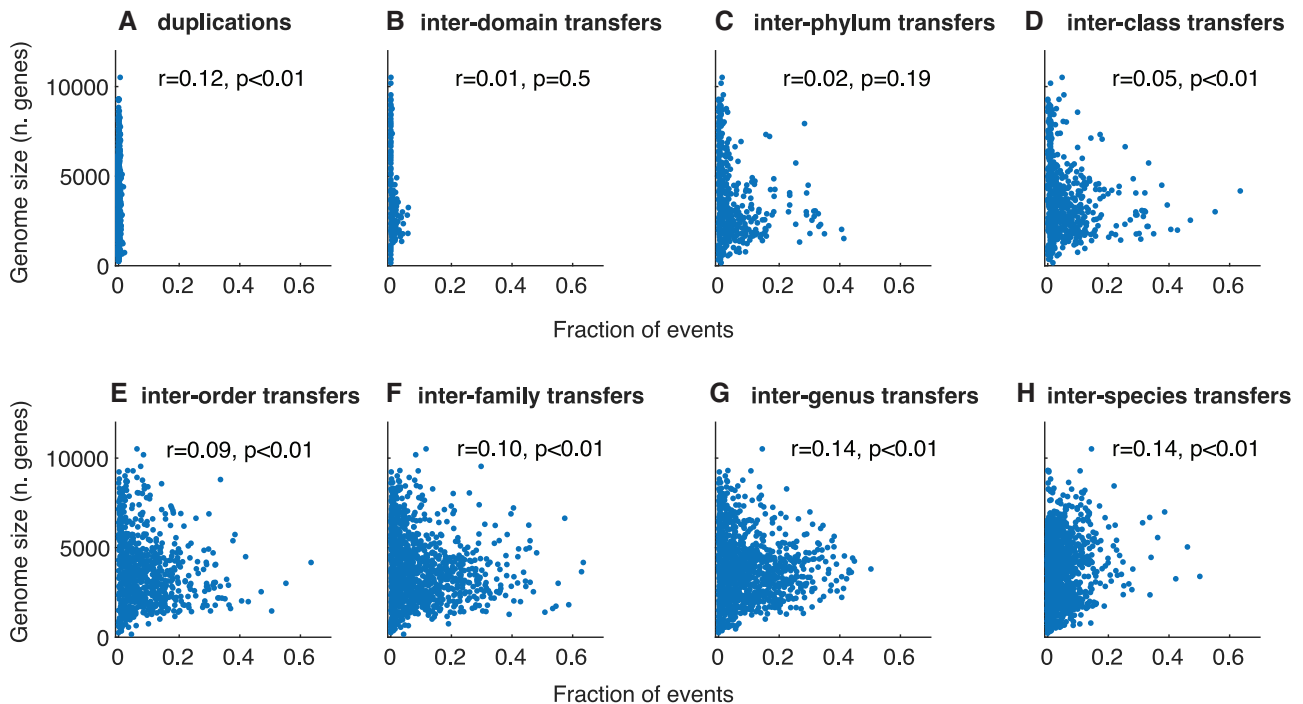 A duplications
B inter-domain transfers
C inter-phylum transfers
D inter-class transfers
Genome size (n. genes)
r=0.12, p<0.01
r=0.01, p=0.5
r=0.02, p=0.19
r=0.05, p<0.01
10000
5000
0
0 0.2 0.4 0.6
0 0.2 0.4 0.6
0 0.2 0.4 0.6
0 0.2 0.4 0.6
Fraction of events
E inter-order transfers
F inter-family transfers
G inter-genus transfers
H inter-species transfers
Genome size (n. genes)
r=0.09, p<0.01
r=0.10, p<0.01
r=0.14, p<0.01
r=0.14, p<0.01
10000
5000
0
0 0.2 0.4 0.6
0 0.2 0.4 0.6
0 0.2 0.4 0.6
0 0.2 0.4 0.6
Fraction of events